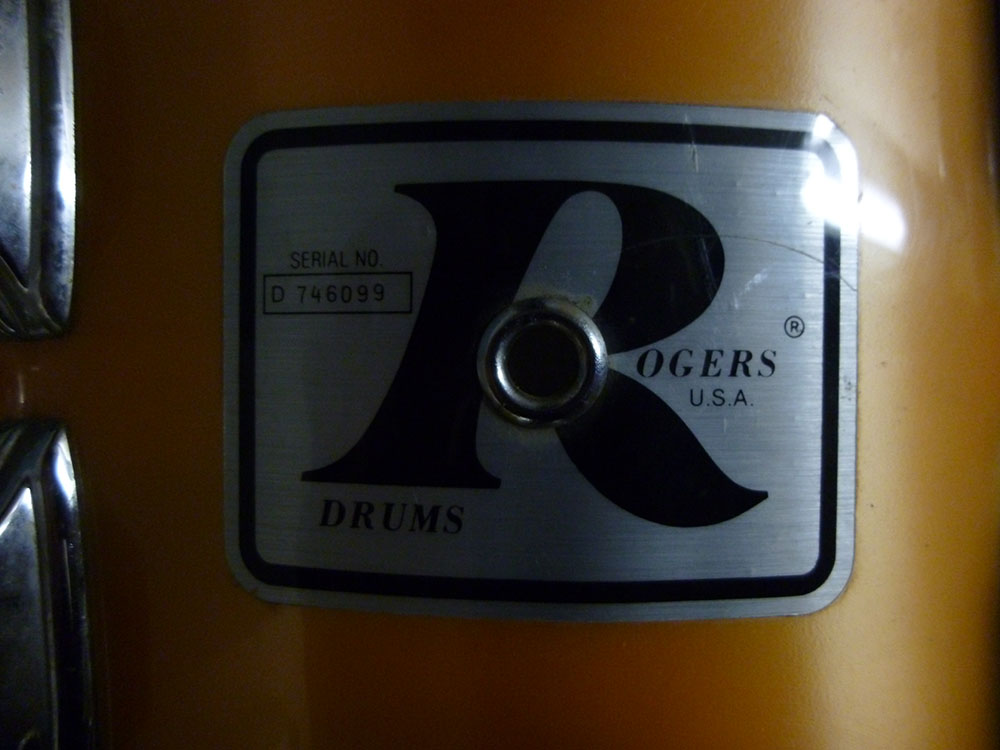 SERIAL NO.
D 746099
ROGERS ®
U.S.A.
DRUMS